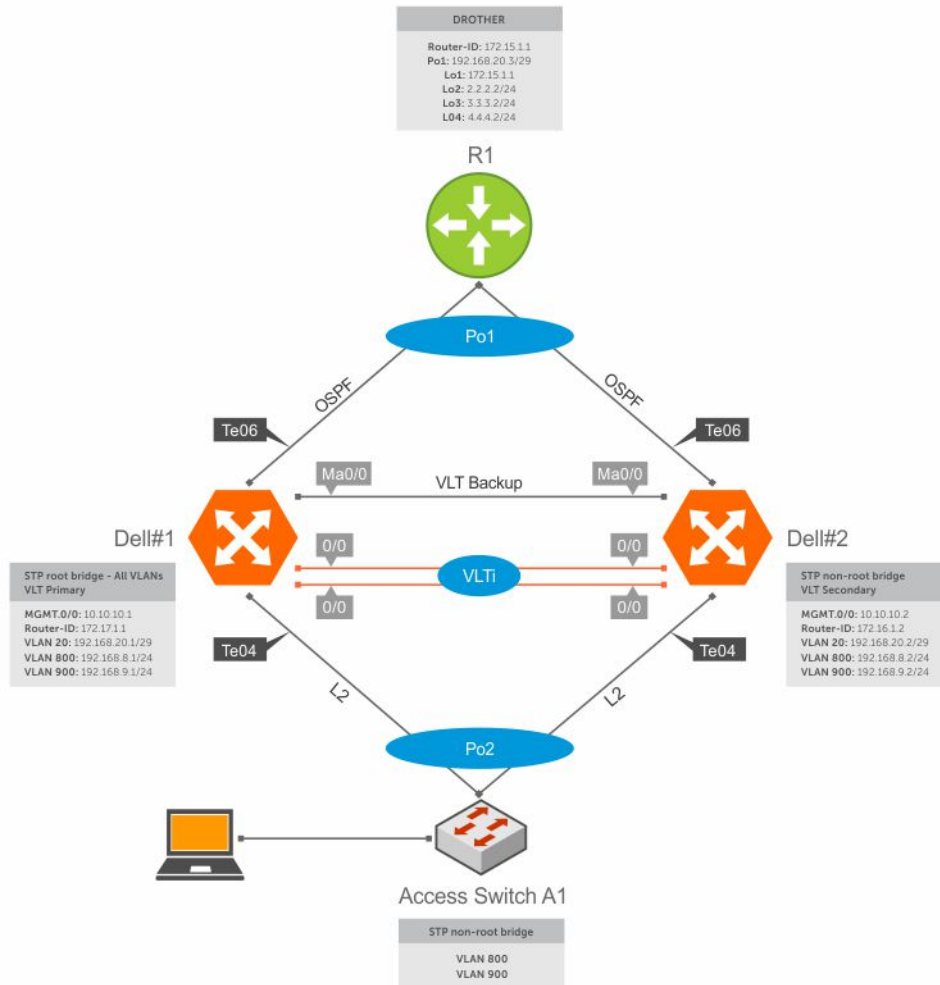 DROTHER
Router-ID: 172.15.1.1
Po1: 192.168.20.3/29
Lo1: 172.15.1.1
Lo2: 2.2.2.2/24
Lo3: 3.3.3.2/24
L04: 4.4.4.2/24
R1
Po1
OSPF
OSPF
Te06
Te06
Ma0/0
VLT Backup
Ma0/0
Dell#1
Dell#2
0/0
0/0
VLTi
0/0
0/0
STP root bridge - All VLANs
VLT Primary
MGMT.0/0: 10.10.10.1
Router-ID: 172.17.1.1
VLAN 20: 192.168.20.1/29
VLAN 800: 192.168.8.1/24
VLAN 900: 192.168.9.1/24
STP non-root bridge
VLT Secondary
MGMT.0/0: 10.10.10.2
Router-ID: 172.16.1.2
VLAN 20: 192.168.20.2/29
VLAN 800: 192.168.8.2/24
VLAN 900: 192.168.9.2/24
Te04
Te04
L2
L2
Po2
Access Switch A1
STP non-root bridge
VLAN 800
VLAN 900